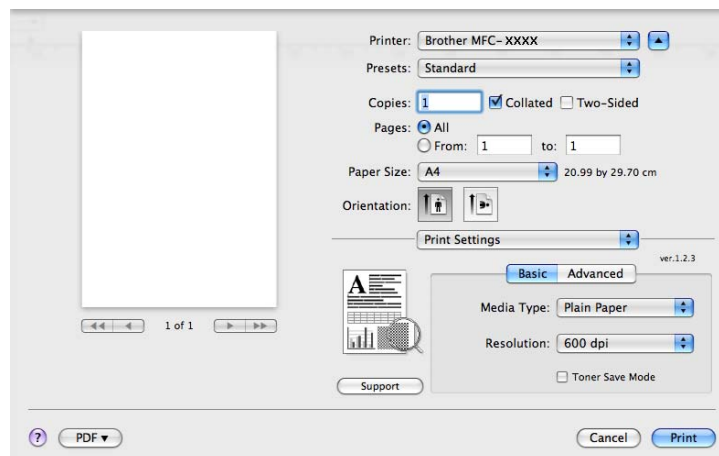 Printer: Brother MFC-XXXX
Presets: Standard
Copies: 1 Collated Two-Sided
Pages: All
From: 1 to: 1
Paper Size: A4 20.99 by 29.70 cm
Orientation:
Print Settings
ver.1.2.3
Basic Advanced
A
Media Type: Plain Paper
1 of 1
Resolution: 600 dpi
Toner Save Mode
Support
? PDF▼ Cancel Print